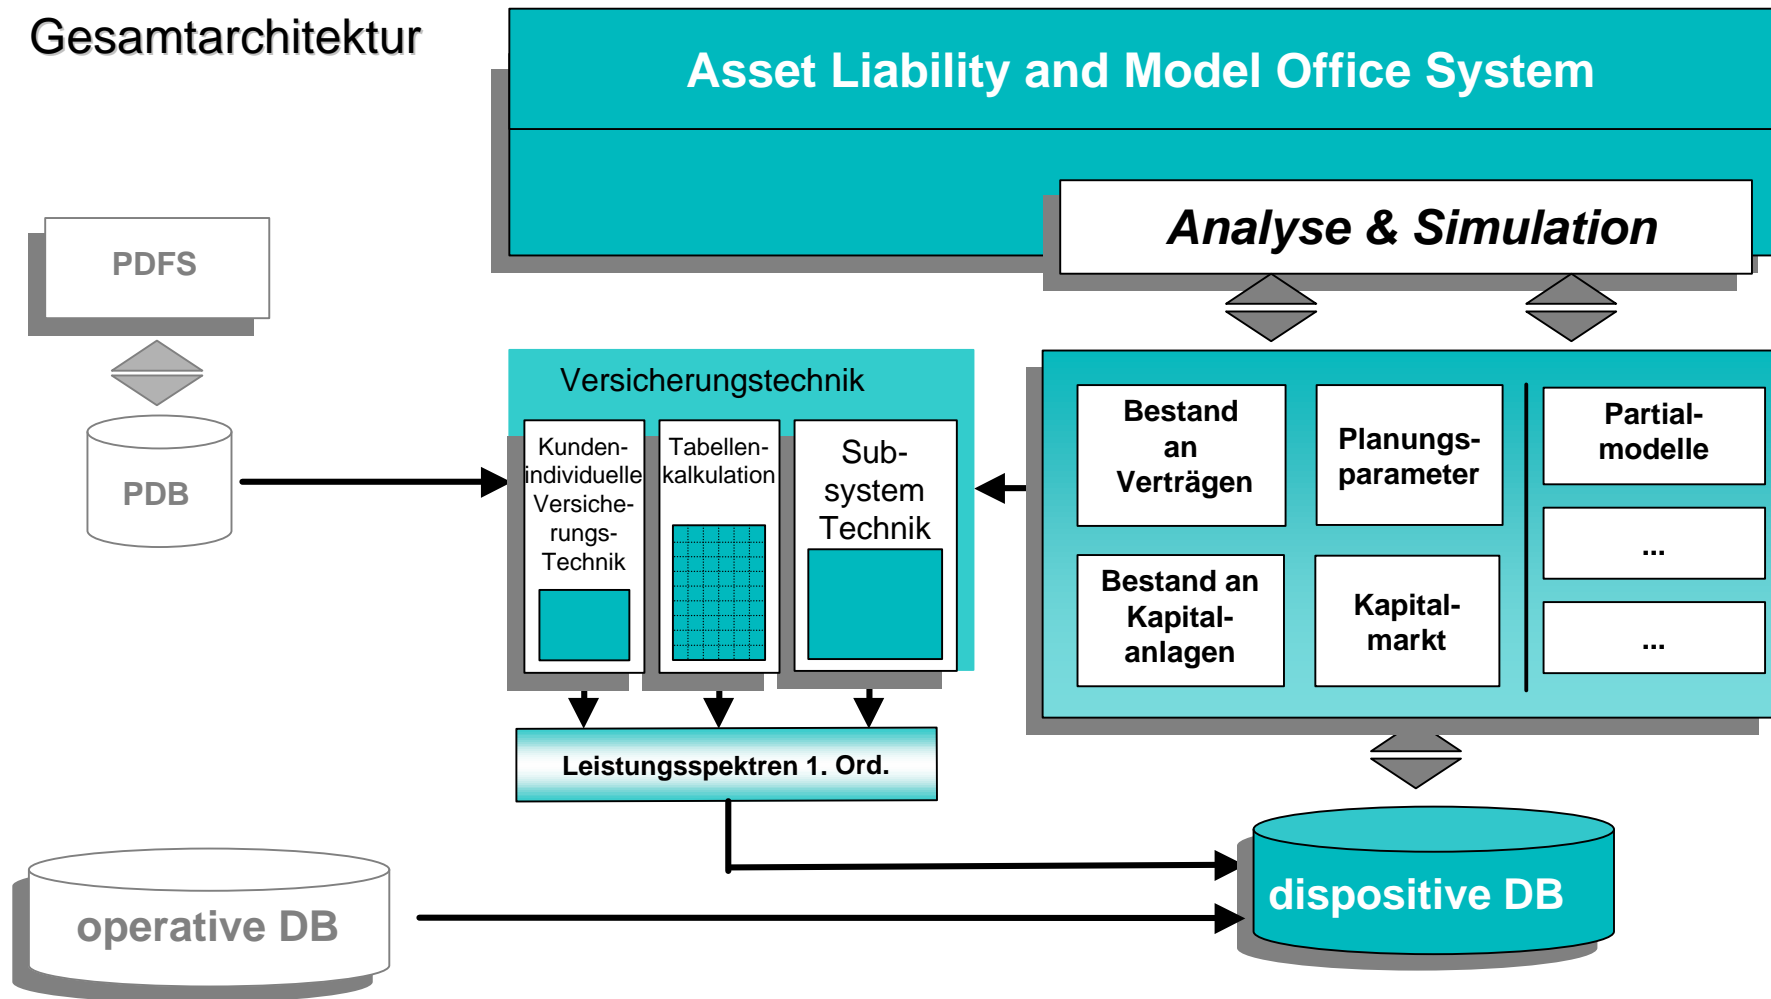 Gesamtarchitektur
Asset Liability and Model Office System
Analyse & Simulation
PDFS
PDB
Versicherungstechnik
Kunden-
individuelle
Versiche-
rungs-
Technik
Tabellen-
kalkulation
Sub-
system
Technik
Bestand
an
Verträgen
Planungs-
parameter
Partial-
modelle
...
...
Bestand an
Kapital-
anlagen
Kapital-
markt
Leistungsspektren 1. Ord.
operative DB
dispositive DB